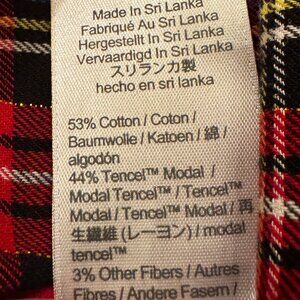 Made In Sri Lanka
Fabriqué Au Sri Lanka
Hergestellt In Sri Lanka
Vervaardigd In Sri Lanka
スリランカ製
hecho en sri lanka
53% Cotton / Coton /
Baumwolle / Katoen / 綿 /
algodón
44% Tencel™ Modal /
Modal Tencel™ / Tencel™
Modal / Tencel™ Modal / 再
生繊維 (レーヨン) / modal
tencel™
3% Other Fibers / Autres
Fibres / Andere Fasern /